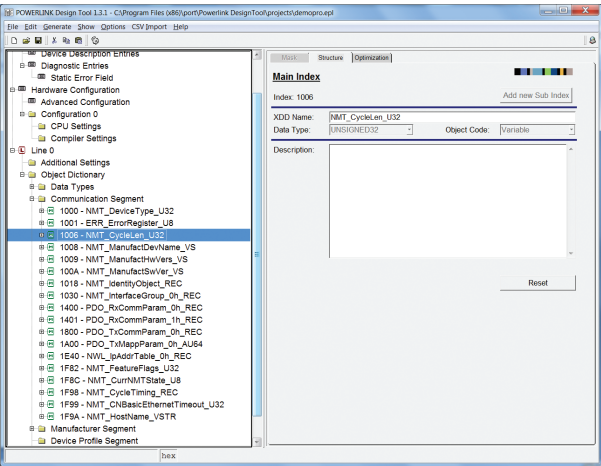 POWERLINK Design Tool 1.3.1 - C:\Program Files (x86)\port\Powerlink DesignTool\projects\demopro.epl
File Edit Generate Show Options CSV Import Help
Device Description Entries
Diagnostic Entries
Static Error Field
Hardware Configuration
Advanced Configuration
Configuration 0
CPU Settings
Compiler Settings
Line 0
Additional Settings
Object Dictionary
Data Types
Communication Segment
1000 - NMT_DeviceType_U32
1001 - ERR_ErrorRegister_U8
1006 - NMT_CycleLen_U32
1008 - NMT_ManufactDevName_VS
1009 - NMT_ManufactHwVers_VS
100A - NMT_ManufactSwVer_VS
1018 - NMT_IdentityObject_REC
1030 - NMT_InterfaceGroup_0h_REC
1400 - PDO_RxCommParam_0h_REC
1401 - PDO_RxCommParam_1h_REC
1800 - PDO_TxCommParam_0h_REC
1A00 - PDO_TxMappParam_0h_AU64
1E40 - NWL_IpAddrTable_0h_REC
1F82 - NMT_FeatureFlags_U32
1F8C - NMT_CurrNMTState_U8
1F98 - NMT_CycleTiming_REC
1F99 - NMT_CNBasicEthernetTimeout_U32
1F9A - NMT_HostName_VSTR
Manufacturer Segment
Device Profile Segment
hex
Mask Structure Optimization
Main Index
Index: 1006 Add new Sub Index
XDD Name: NMT_CycleLen_U32
Data Type: UNSIGNED32 Object Code: Variable
Description:
Reset